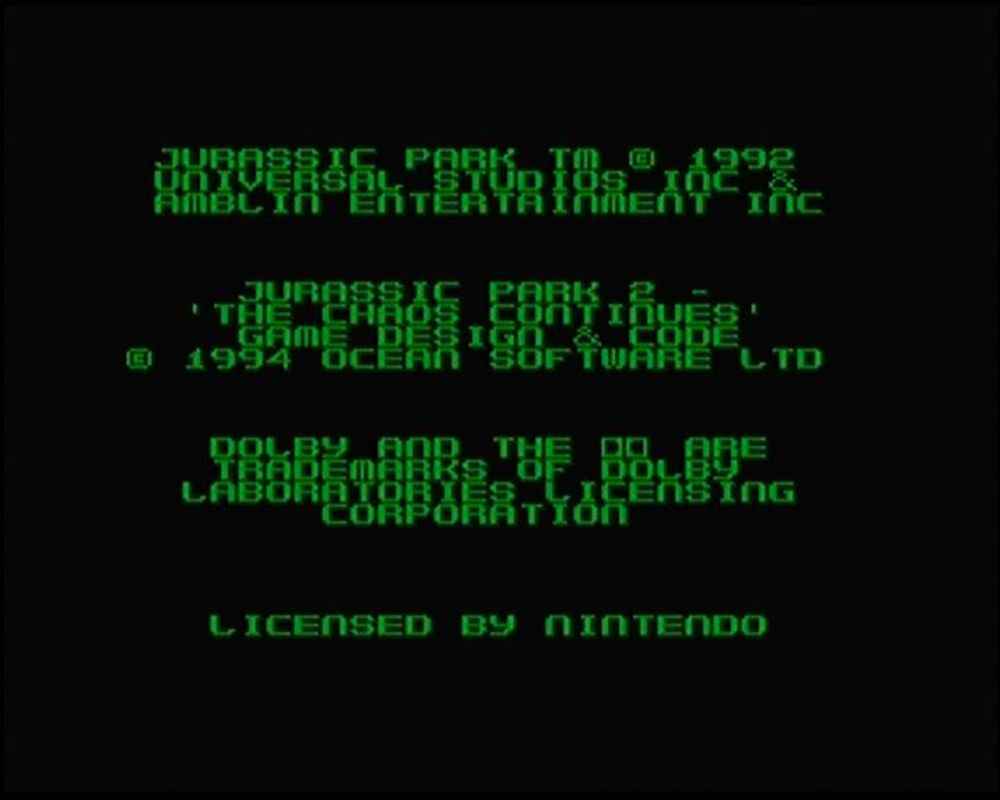 JURASSIC PARK TM © 1992
UNIVERSAL STUDIOS INC &
AMBLIN ENTERTAINMENT INC
JURASSIC PARK 2 -
'THE CHAOS CONTINUES'
GAME DESIGN & CODE
© 1994 OCEAN SOFTWARE LTD
DOLBY AND THE □□ ARE
TRADEMARKS OF DOLBY
LABORATORIES LICENSING
CORPORATION
LICENSED BY NINTENDO